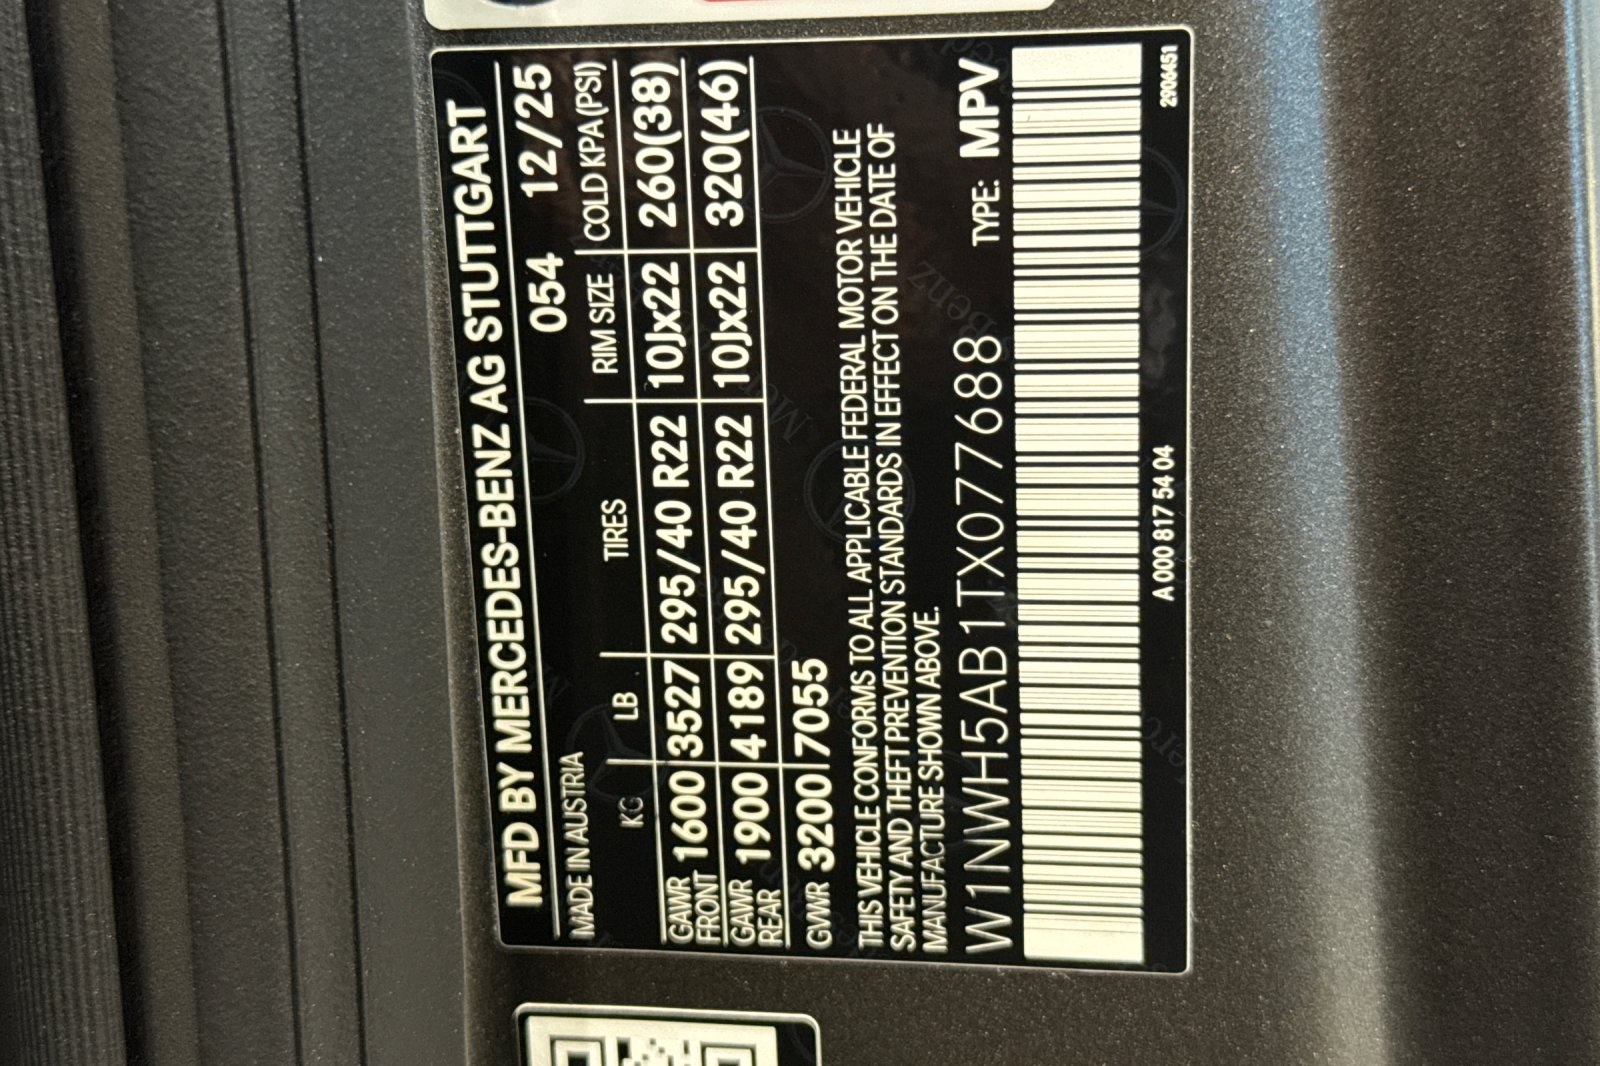 MFD BY MERCEDES-BENZ AG STUTTGART
MADE IN AUSTRIA 054 12/25
KG LB TIRES RIM SIZE COLD KPA(PSI)
GAWR FRONT 1600 3527 295/40 R22 10Jx22 260(38)
GAWR REAR 1900 4189 295/40 R22 10Jx22 320(46)
GVWR 3200 7055
THIS VEHICLE CONFORMS TO ALL APPLICABLE FEDERAL MOTOR VEHICLE
SAFETY AND THEFT PREVENTION STANDARDS IN EFFECT ON THE DATE OF
MANUFACTURE SHOWN ABOVE.
W1NWH5AB1TX077688 TYPE: MPV
A 000 817 54 04 2906451